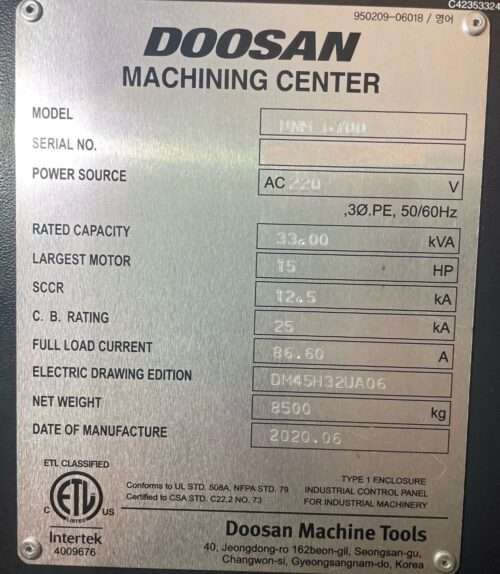 C42353324
950209-06018 / 영어
DOOSAN
MACHINING CENTER
MODEL
SERIAL NO.
POWER SOURCE AC 220 V
,3Ø.PE, 50/60Hz
RATED CAPACITY 33.00 kVA
LARGEST MOTOR 15 HP
SCCR 12.5 kA
C. B. RATING 25 kA
FULL LOAD CURRENT 86.60 A
ELECTRIC DRAWING EDITION DM45H32UA06
NET WEIGHT 8500 kg
DATE OF MANUFACTURE 2020.06
ETL CLASSIFIED
C ETL US
LISTED
Intertek
4009676
Conforms to UL STD. 508A, NFPA STD. 79
Certified to CSA STD. C22.2 NO. 73
TYPE 1 ENCLOSURE
INDUSTRIAL CONTROL PANEL
FOR INDUSTRIAL MACHINERY
Doosan Machine Tools
40, Jeongdong-ro 162beon-gil, Seongsan-gu,
Changwon-si, Gyeongsangnam-do, Korea